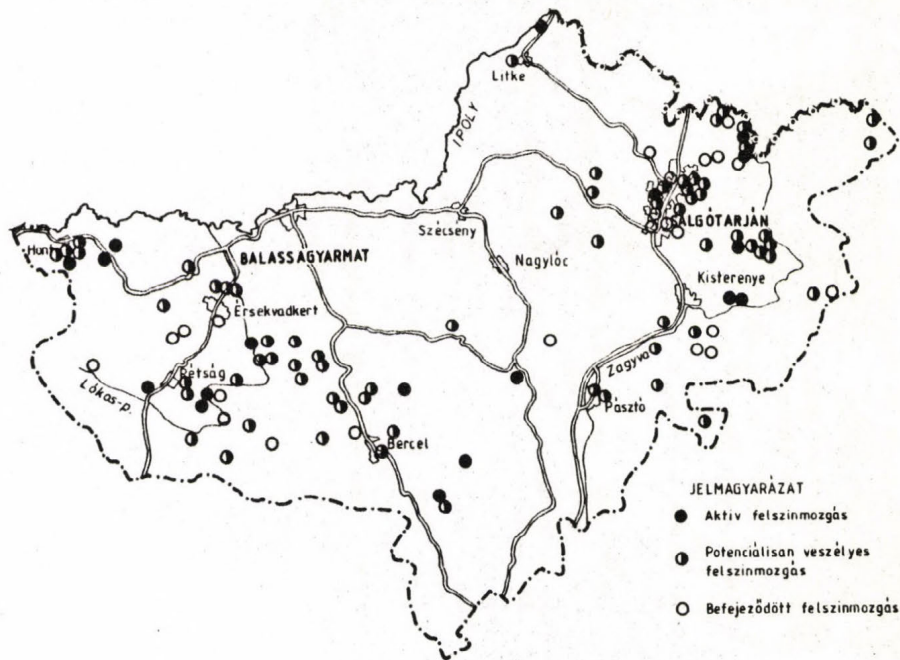 Litke
IPOLY
Szécsény
ALGÓTARJÁN
Hont
BALASSAGYARMAT
Nagylóc
Kisterenye
Érsekvadkert
Rétság
Lókos-p.
Zagyva
Pásztó
Bercel
JELMAGYARÁZAT
Aktív felszínmozgás
Potenciálisan veszélyes
felszínmozgás
Befejeződött felszínmozgás